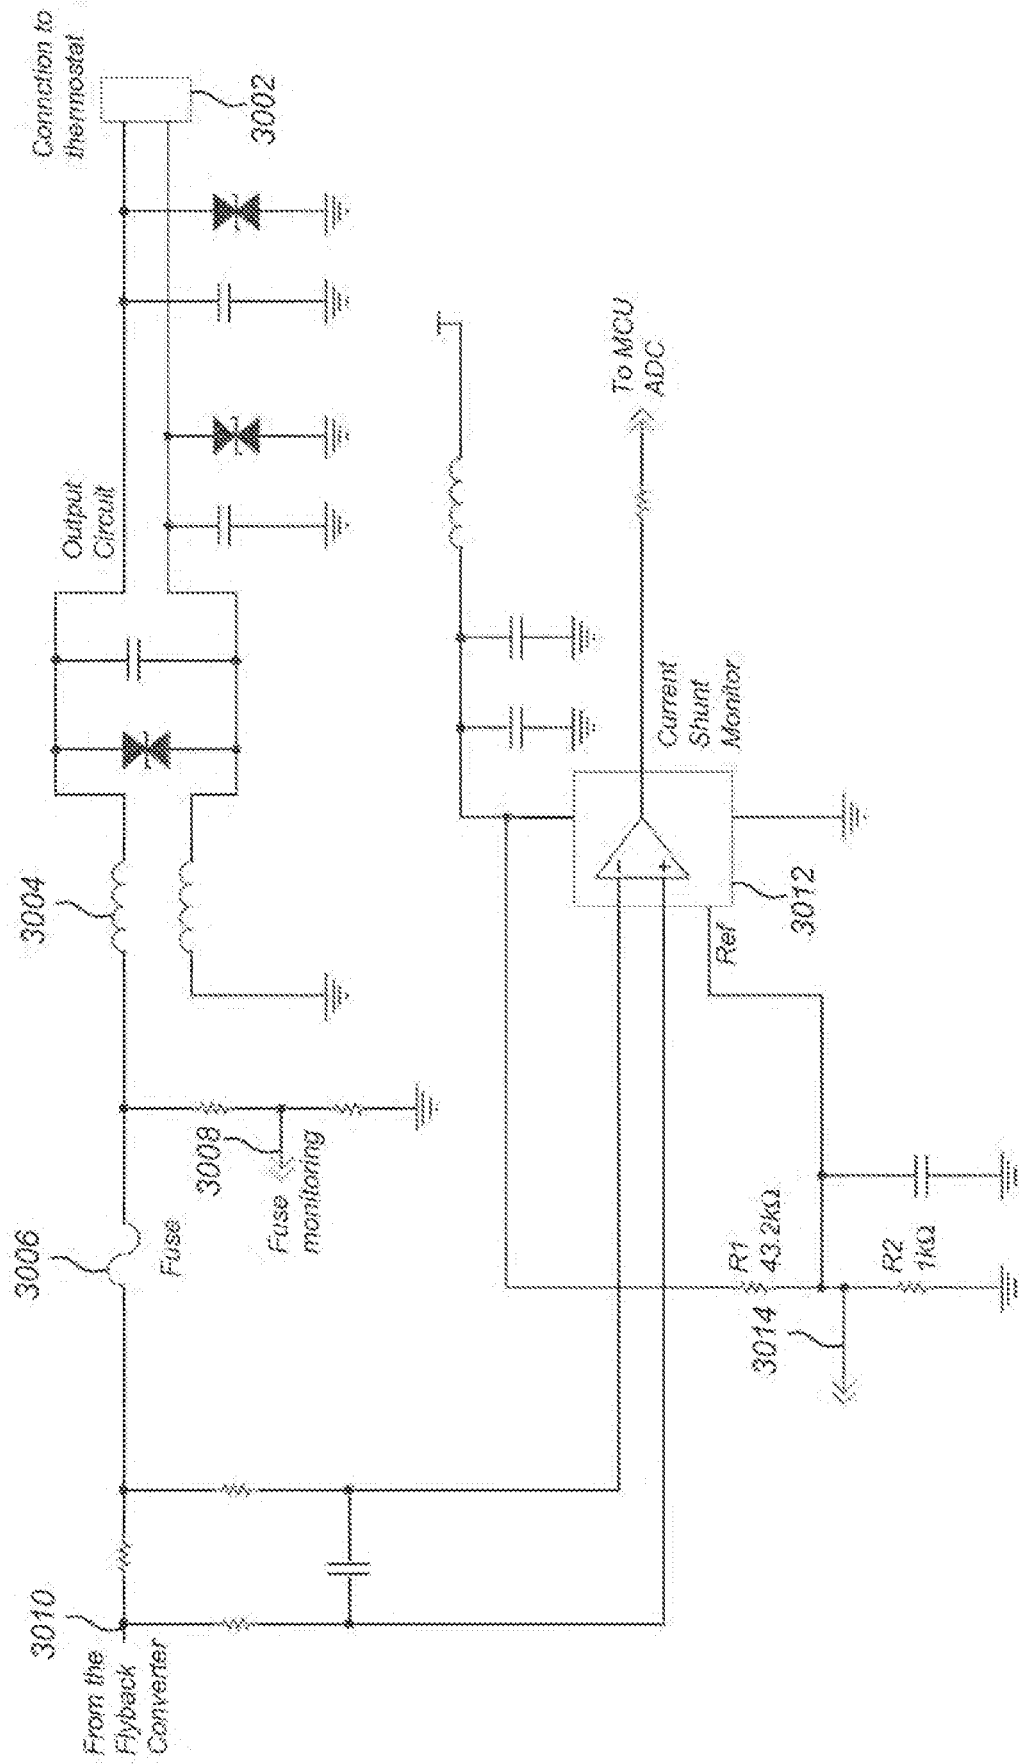 Connction to
thermostat
3002
Output
Circuit
3004
3006
Fuse
3008
Fuse
monitoring
3010
From the
Flyback
Converter
To MCU
ADC
Current
Shunt
Monitor
-
+
3012
Ref
R1
43.2kΩ
3014
R2
1kΩ